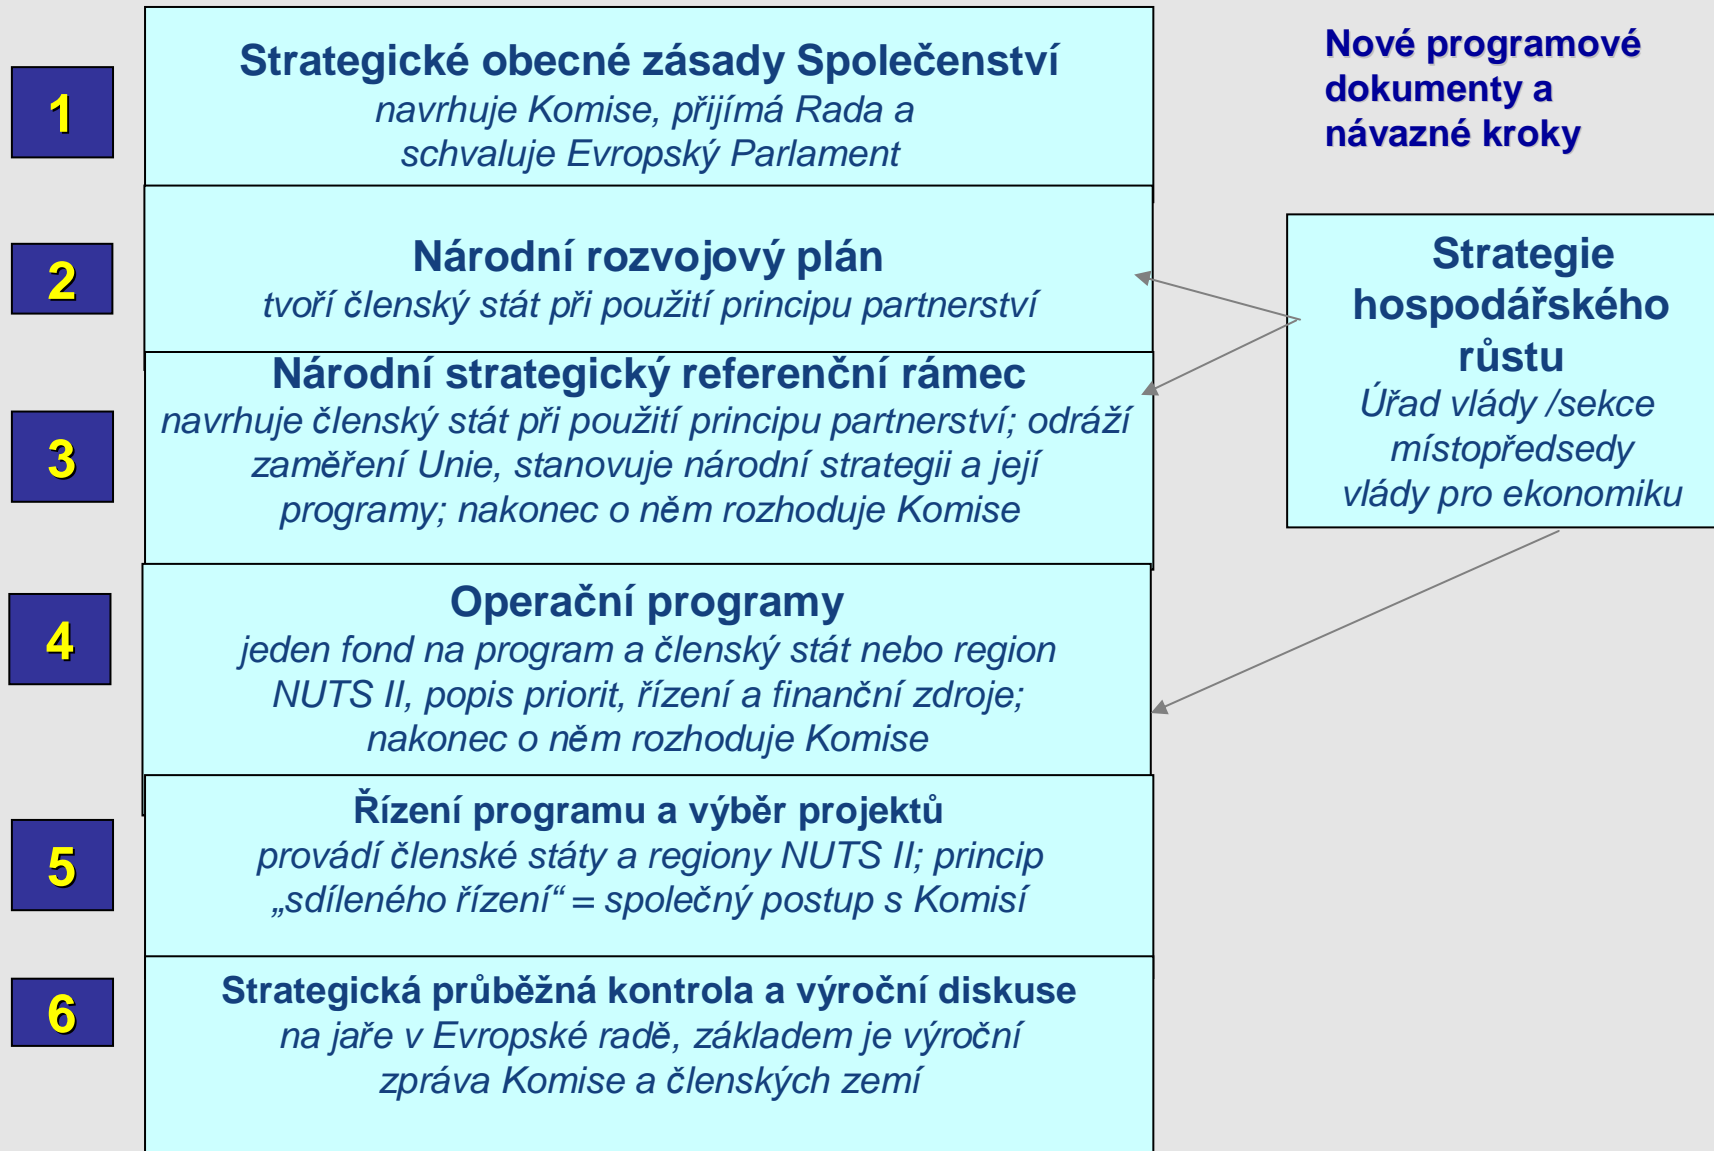 1
Strategické obecné zásady Společenství
navrhuje Komise, přijímá Rada a
schvaluje Evropský Parlament
2
Národní rozvojový plán
tvoří členský stát při použití principu partnerství
3
Národní strategický referenční rámec
navrhuje členský stát při použití principu partnerství; odráží
zaměření Unie, stanovuje národní strategii a její
programy; nakonec o něm rozhoduje Komise
4
Operační programy
jeden fond na program a členský stát nebo region
NUTS II, popis priorit, řízení a finanční zdroje;
nakonec o něm rozhoduje Komise
5
Řízení programu a výběr projektů
provádí členské státy a regiony NUTS II; princip
„sdíleného řízení“ = společný postup s Komisí
6
Strategická průběžná kontrola a výroční diskuse
na jaře v Evropské radě, základem je výroční
zpráva Komise a členských zemí
Nové programové
dokumenty a
návazné kroky
Strategie
hospodářského
růstu
Úřad vlády /sekce
místopředsedy
vlády pro ekonomiku